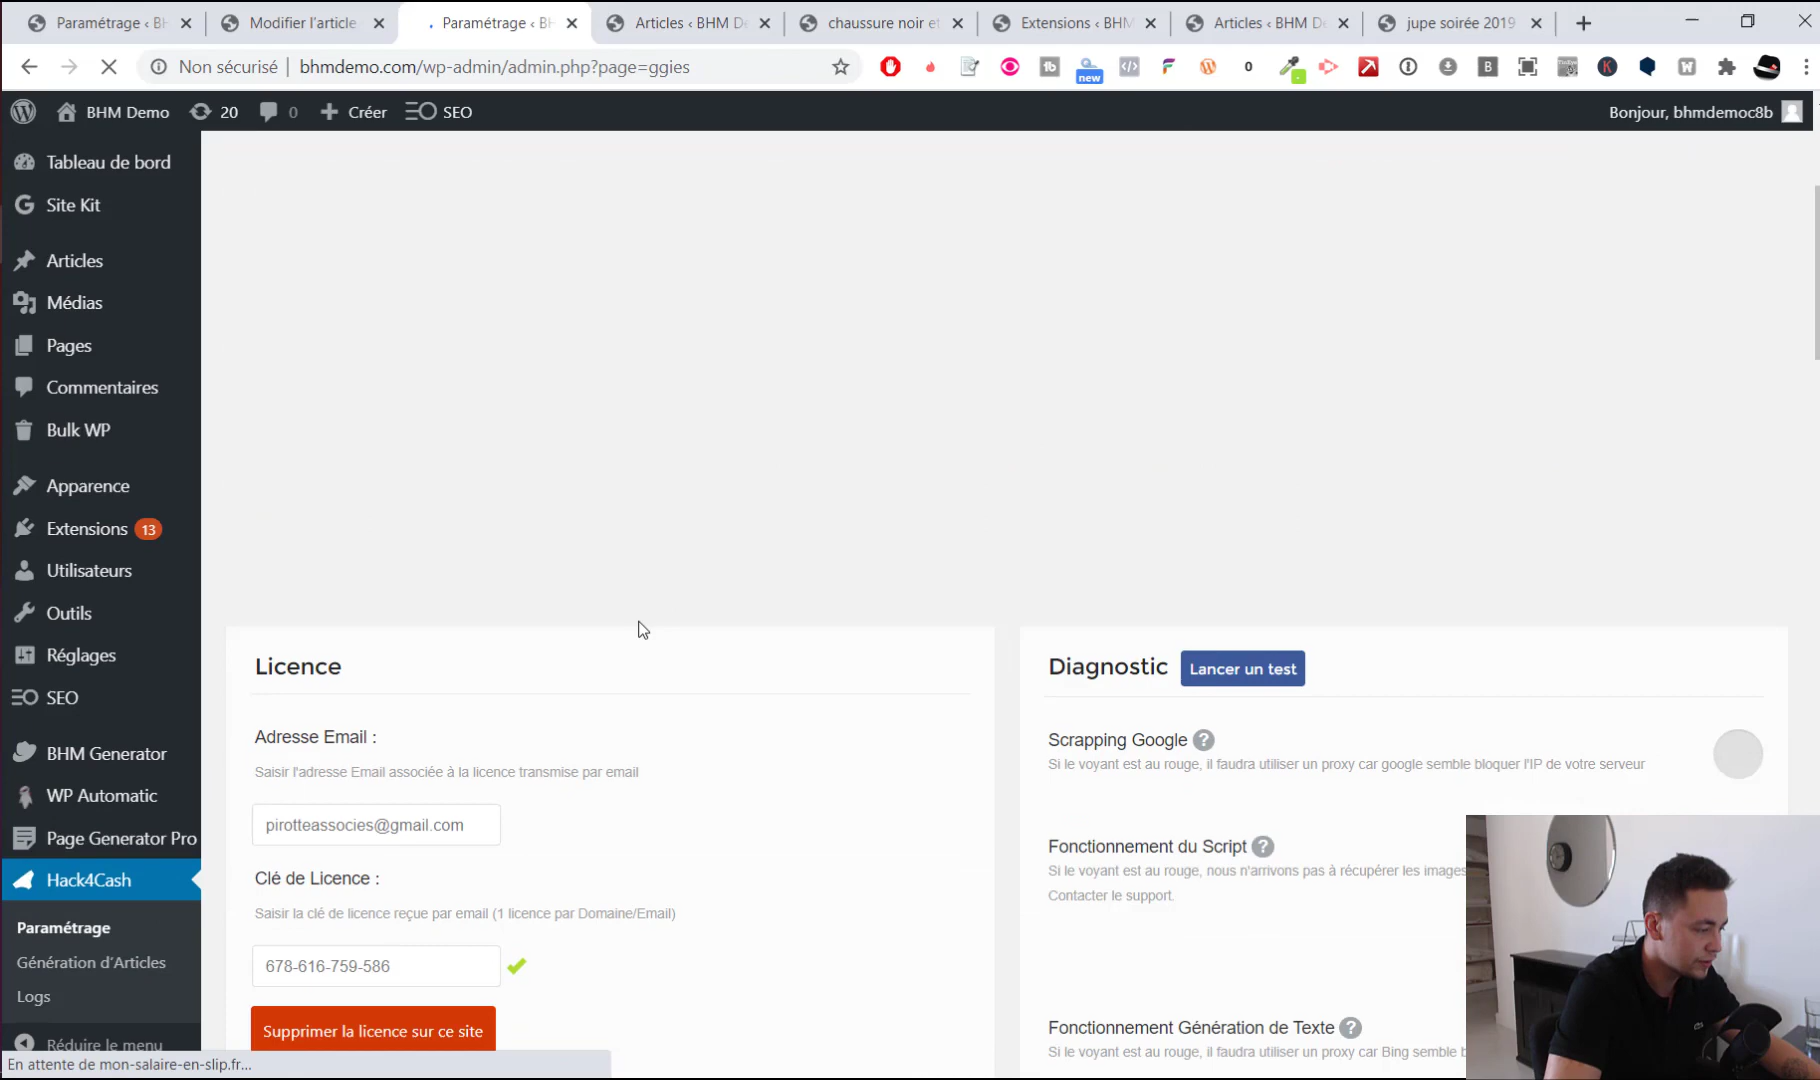 Paramétrage ‹ BH
Modifier l'article
Paramétrage ‹ BH
Articles ‹ BHM De
chaussure noir et
Extensions ‹ BHM
Articles ‹ BHM De
jupe soirée 2019
Non sécurisé
bhmdemo.com/wp-admin/admin.php?page=ggies
new
0
BHM Demo
20
0
Créer
SEO
Bonjour, bhmdemoc8b
Tableau de bord
Site Kit
Articles
Médias
Pages
Commentaires
Bulk WP
Apparence
Extensions 13
Utilisateurs
Outils
Réglages
SEO
BHM Generator
WP Automatic
Page Generator Pro
Hack4Cash
Paramétrage
Génération d'Articles
Logs
Réduire le menu
En attente de mon-salaire-en-slip.fr...
Licence
Adresse Email :
Saisir l'adresse Email associée à la licence transmise par email
pirotteassocies@gmail.com
Clé de Licence :
Saisir la clé de licence reçue par email (1 licence par Domaine/Email)
678-616-759-586
Supprimer la licence sur ce site
Diagnostic
Lancer un test
Scrapping Google ?
Si le voyant est au rouge, il faudra utiliser un proxy car google semble bloquer l'IP de votre serveur
Fonctionnement du Script ?
Si le voyant est au rouge, nous n'arrivons pas à récupérer les images
Contacter le support.
Fonctionnement Génération de Texte ?
Si le voyant est au rouge, il faudra utiliser un proxy car Bing semble b